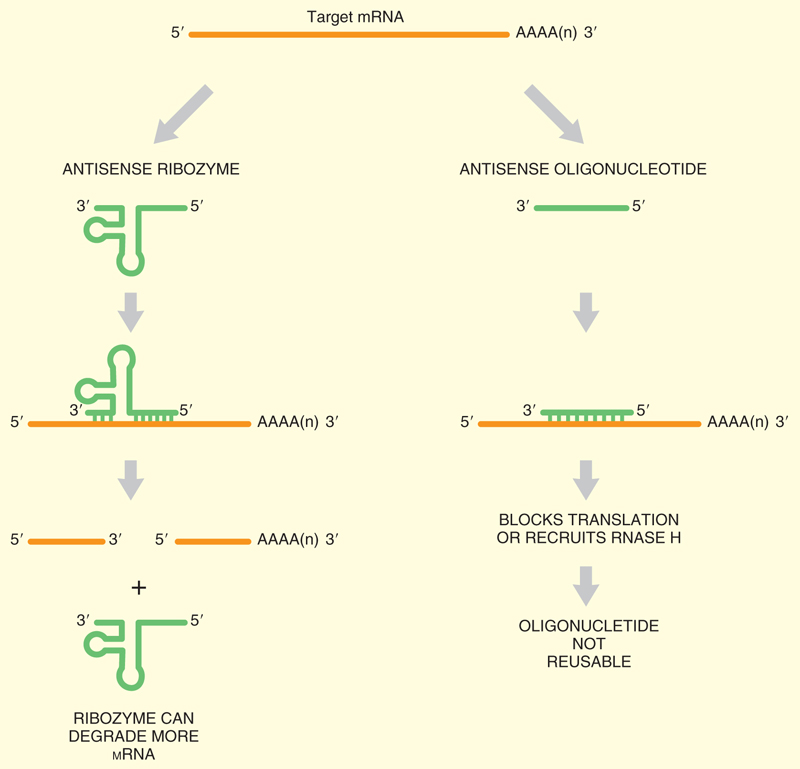 Target mRNA
5′ AAAA(n) 3′
ANTISENSE RIBOZYME
3′ 5′
3′ 5′
5′ AAAA(n) 3′
5′ 3′ 5′ AAAA(n) 3′
+
3′ 5′
RIBOZYME CAN
DEGRADE MORE
mRNA
ANTISENSE OLIGONUCLEOTIDE
3′ 5′
3′ 5′
5′ AAAA(n) 3′
BLOCKS TRANSLATION
OR RECRUITS RNASE H
OLIGONUCLETIDE
NOT
REUSABLE